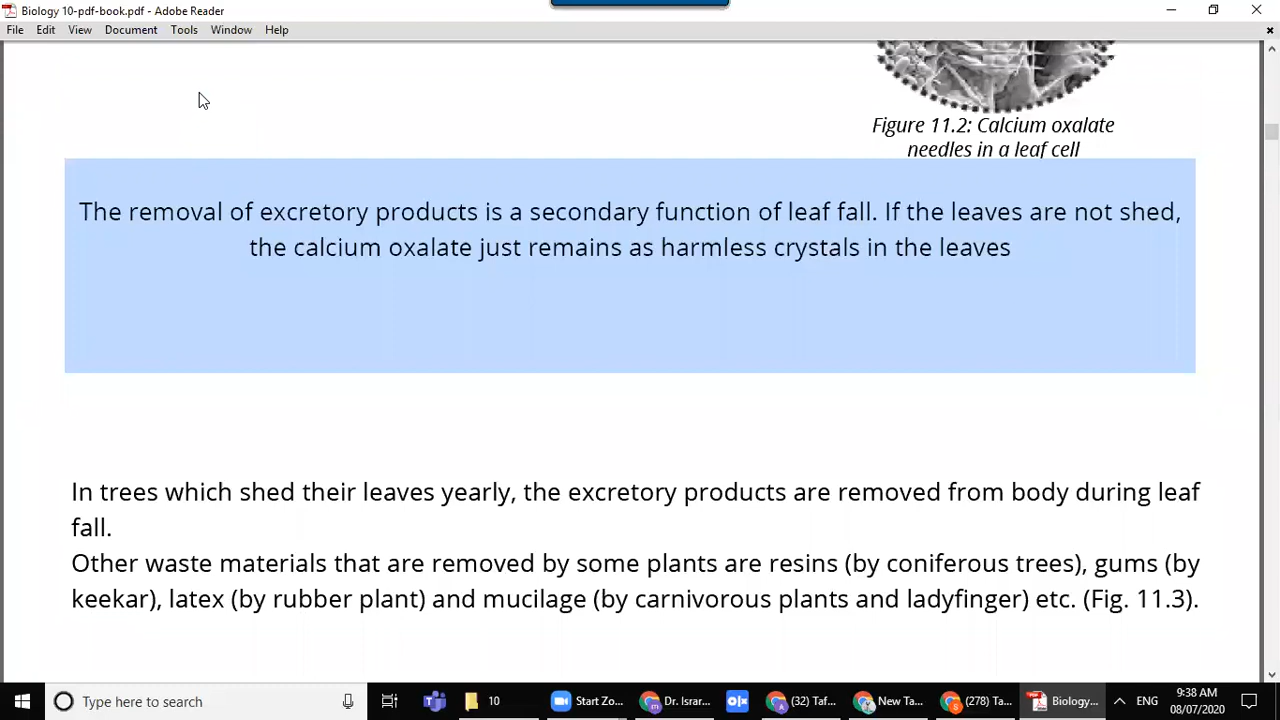 Biology 10-pdf-book.pdf - Adobe Reader
File Edit View Document Tools Window Help
Figure 11.2: Calcium oxalate
needles in a leaf cell
The removal of excretory products is a secondary function of leaf fall. If the leaves are not shed,
the calcium oxalate just remains as harmless crystals in the leaves
In trees which shed their leaves yearly, the excretory products are removed from body during leaf
fall.
Other waste materials that are removed by some plants are resins (by coniferous trees), gums (by
keekar), latex (by rubber plant) and mucilage (by carnivorous plants and ladyfinger) etc. (Fig. 11.3).
Type here to search 10 Start Zo... Dr. Israr... (32) Taf... New Ta... (278) Ta... Biology... ENG 9:38 AM
08/07/2020